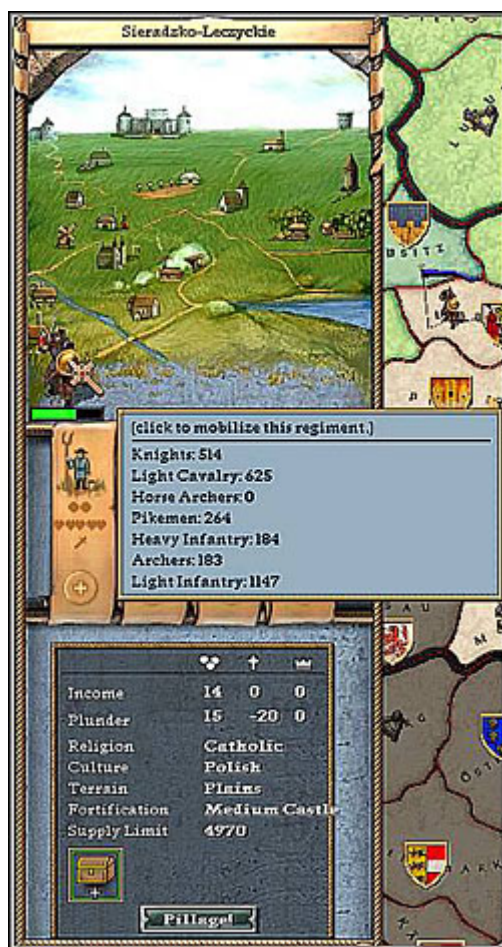 Sieradzko-Leczyckie
USITZ
(click to mobilize this regiment.)
Knights: 514
Light Cavalry: 625
Horse Archers: 0
Pikemen: 264
Heavy Infantry: 184
Archers: 183
Light Infantry: 1147
Income 14 0 0
Plunder 15 -20 0
Religion Catholic
Culture Polish
Terrain Plains
Fortification Medium Castle
Supply Limit 4970
Pillage!